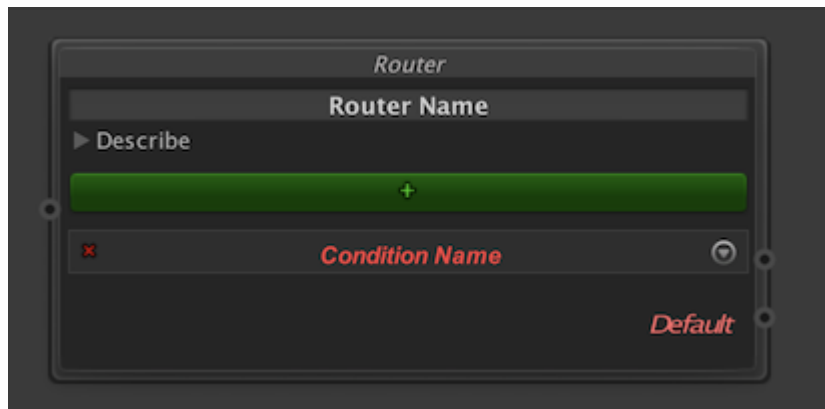 Router
Router Name
Describe
+
Condition Name
Default